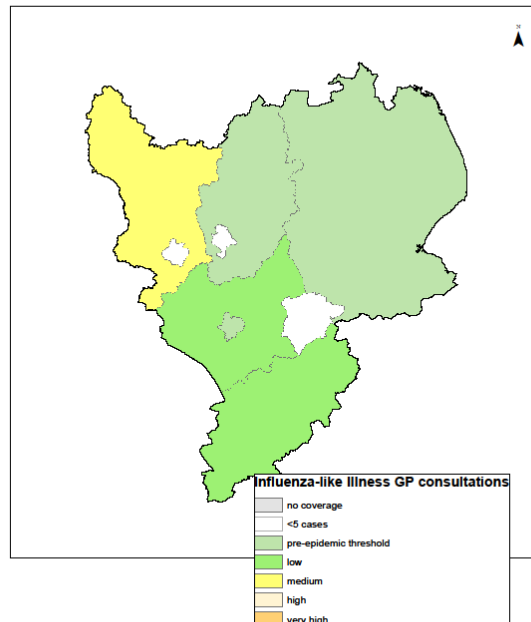 N
Influenza-like Illness GP consultations
no coverage
<5 cases
pre-epidemic threshold
low
medium
high
very high